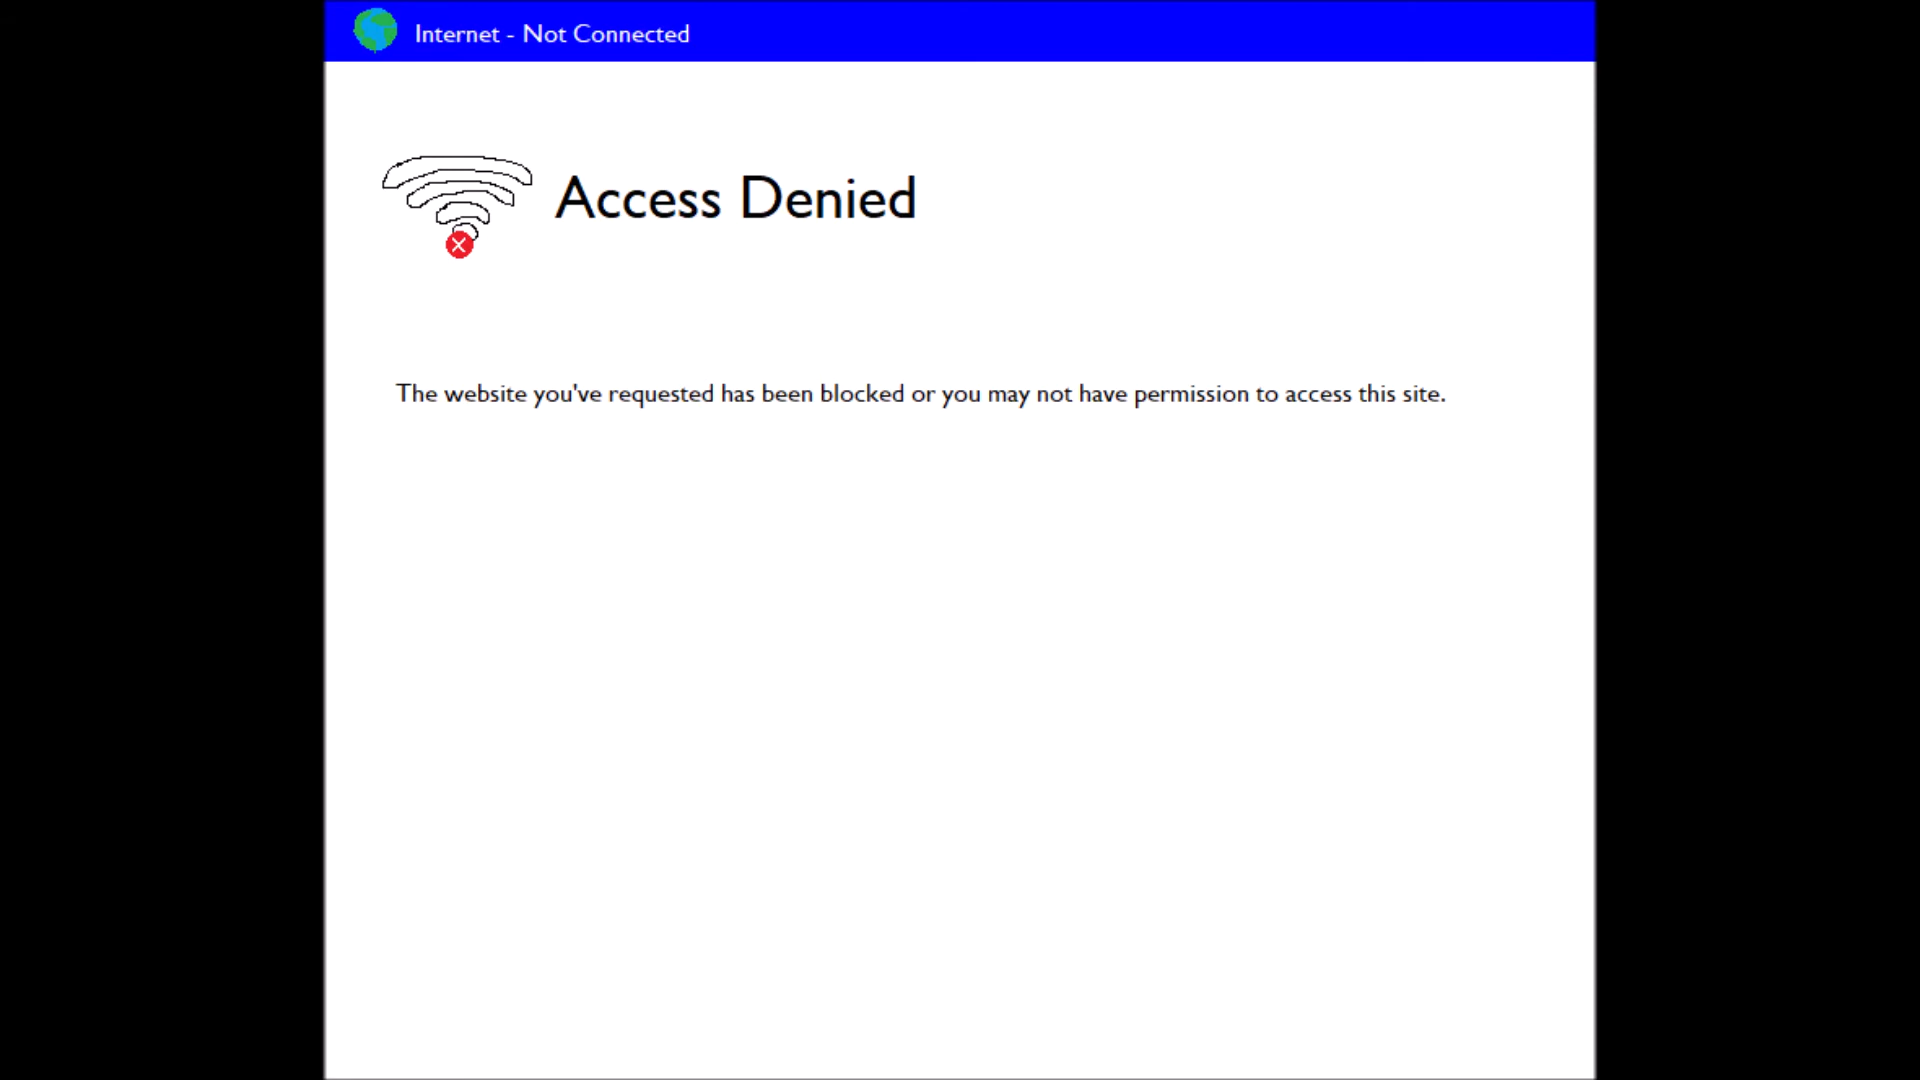 Internet - Not Connected
Access Denied
The website you've requested has been blocked or you may not have permission to access this site.